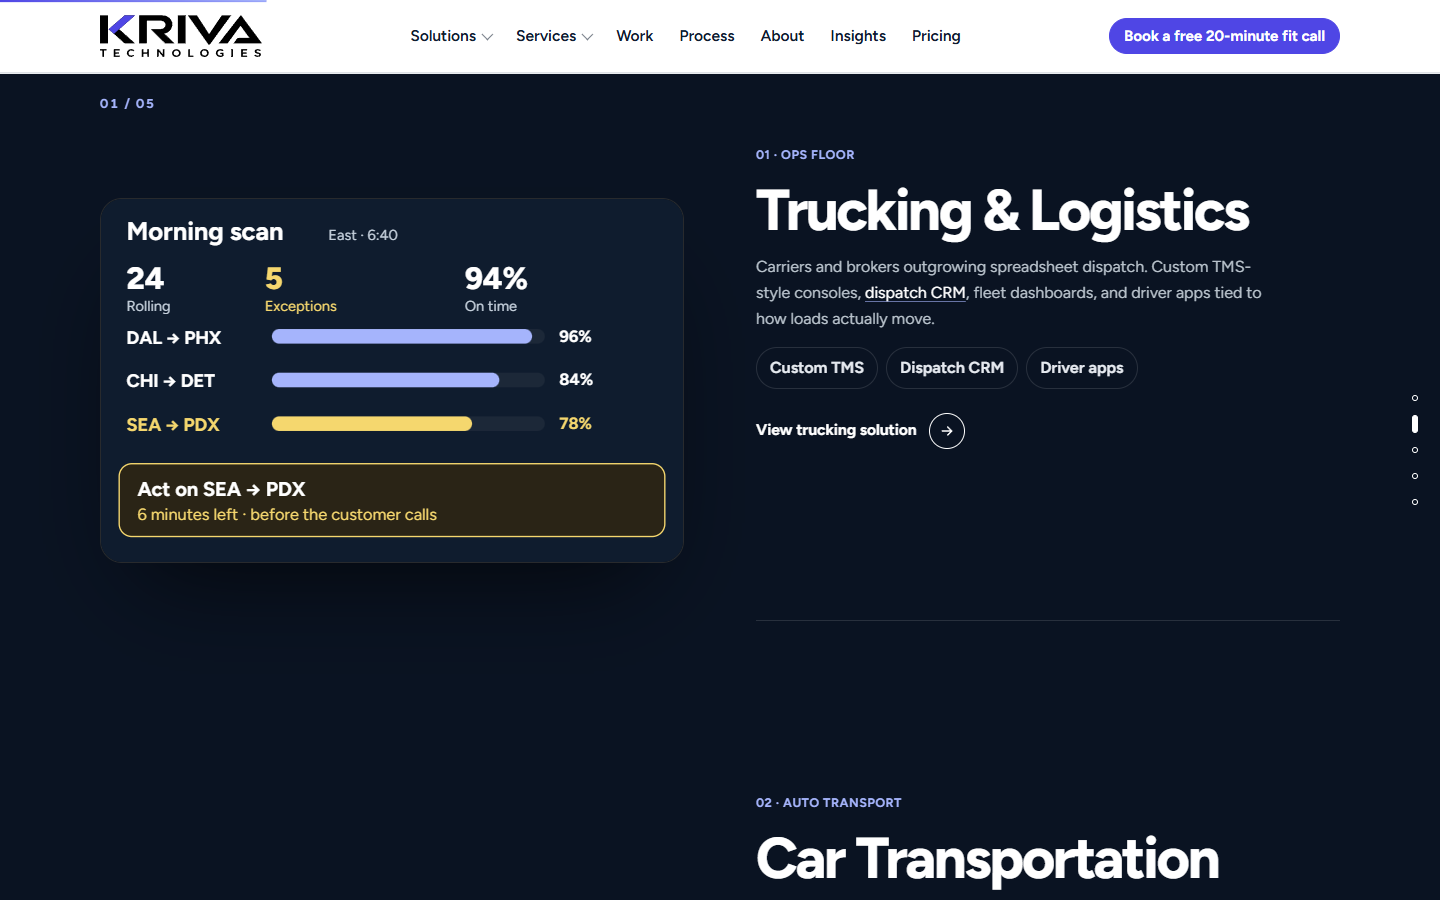 KRIVA
TECHNOLOGIES
Solutions
Services
Work
Process
About
Insights
Pricing
Book a free 20-minute fit call
01 / 05
Morning scan
East · 6:40
24
Rolling
5
Exceptions
94%
On time
DAL → PHX
96%
CHI → DET
84%
SEA → PDX
78%
Act on SEA → PDX
6 minutes left · before the customer calls
01 · OPS FLOOR
Trucking & Logistics
Carriers and brokers outgrowing spreadsheet dispatch. Custom TMS-
style consoles, dispatch CRM, fleet dashboards, and driver apps tied to
how loads actually move.
Custom TMS
Dispatch CRM
Driver apps
View trucking solution →
02 · AUTO TRANSPORT
Car Transportation